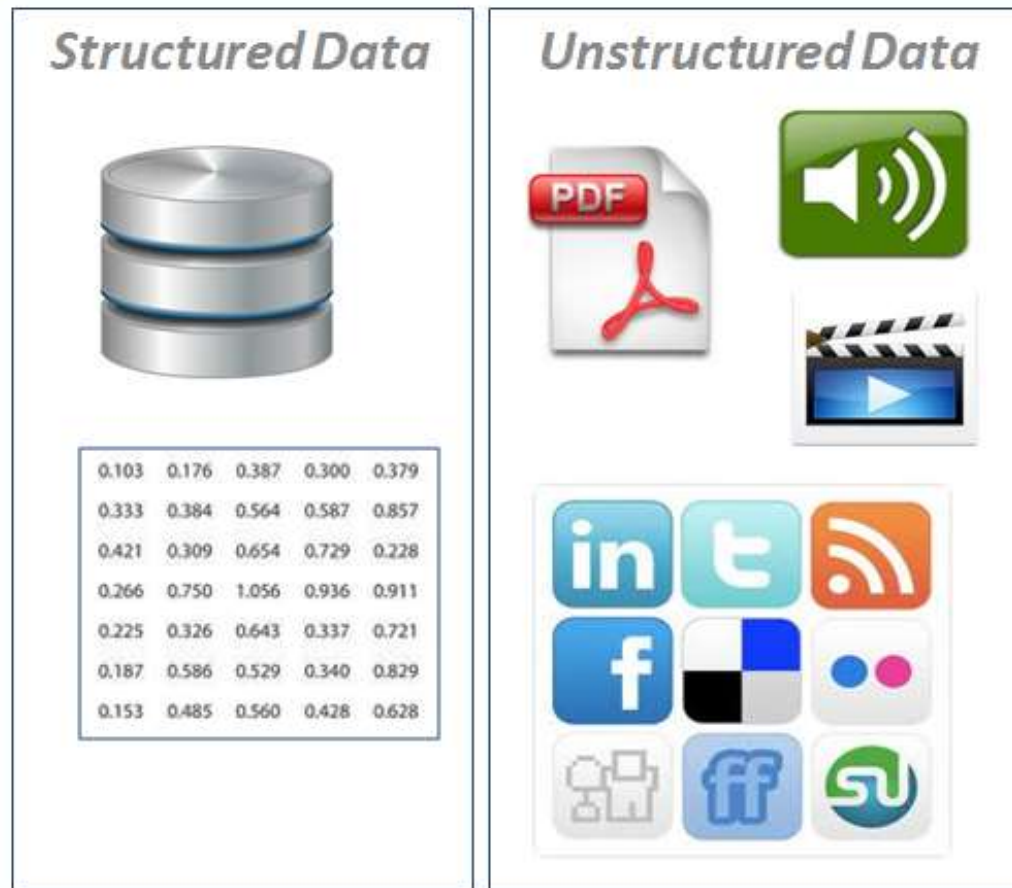 Structured Data
0.103 0.176 0.387 0.300 0.379
0.333 0.384 0.564 0.587 0.857
0.421 0.309 0.654 0.729 0.228
0.266 0.750 1.056 0.936 0.911
0.225 0.326 0.643 0.337 0.721
0.187 0.586 0.529 0.340 0.829
0.153 0.485 0.560 0.428 0.628
Unstructured Data
PDF
in t
f
ff su